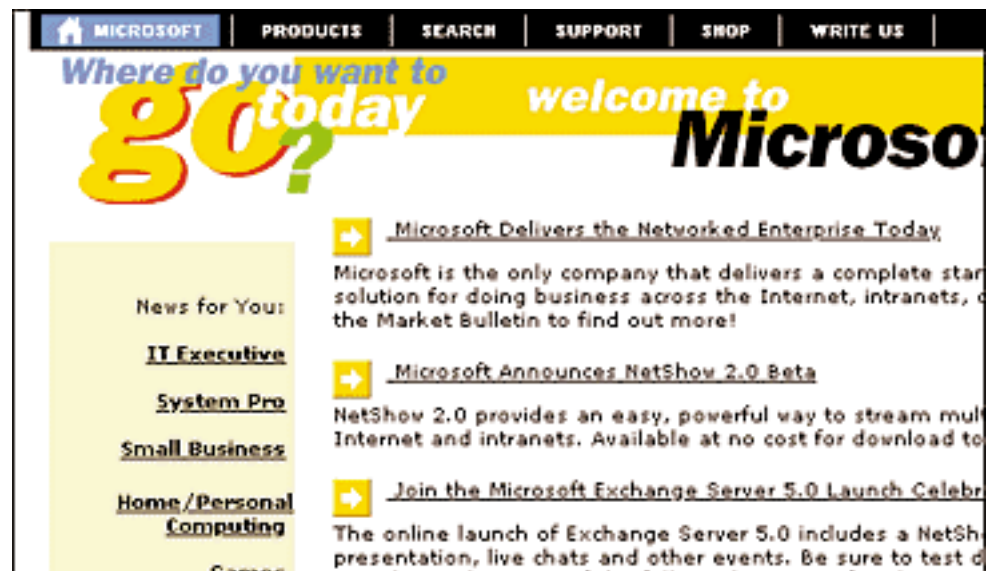 MICROSOFT PRODUCTS SEARCH SUPPORT SHOP WRITE US
Where do you want to
go today?
welcome to
Microsof
News for You:
IT Executive
System Pro
Small Business
Home/Personal
Computing
Games
Microsoft Delivers the Networked Enterprise Today
Microsoft is the only company that delivers a complete
solution for doing business across the Internet, intranets,
the Market Bulletin to find out more!
Microsoft Announces NetShow 2.0 Beta
NetShow 2.0 provides an easy, powerful way to stream
Internet and intranets. Available at no cost for download to
Join the Microsoft Exchange Server 5.0 Launch
The online launch of Exchange Server 5.0 includes a
presentation, live chats and other events. Be sure to test